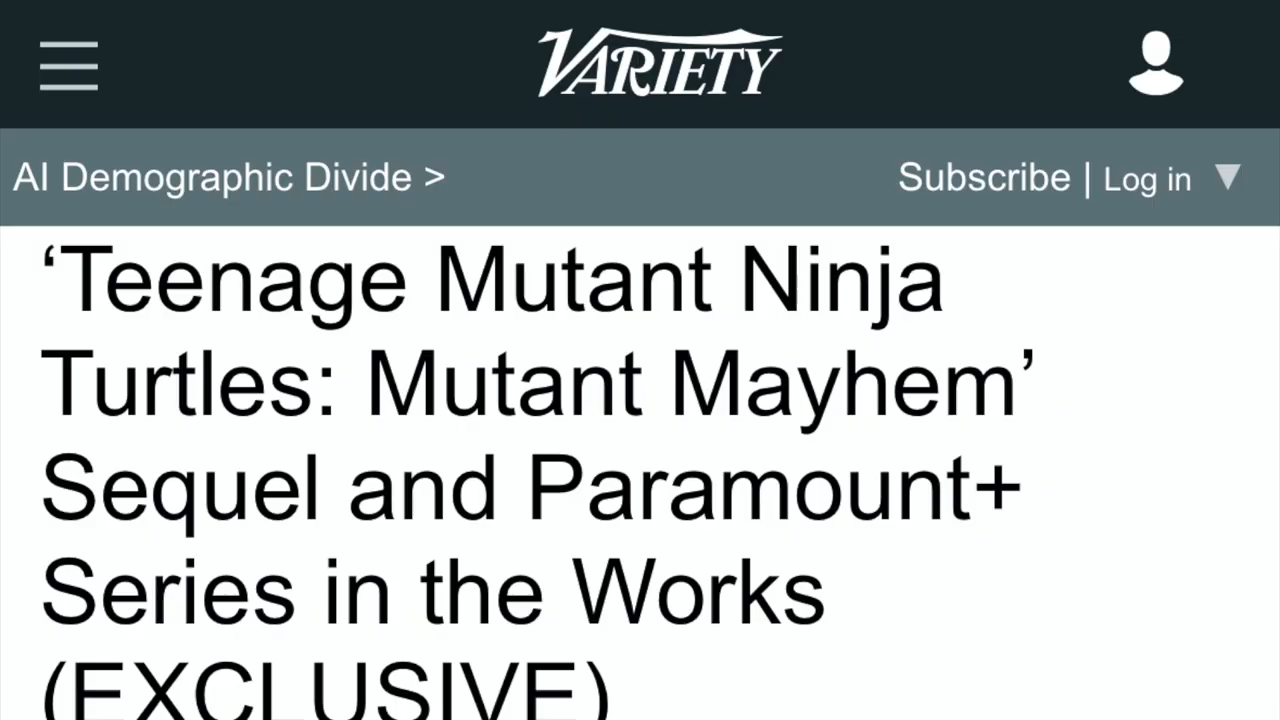 VARIETY
AI Demographic Divide >
Subscribe | Log in ▼
‘Teenage Mutant Ninja
Turtles: Mutant Mayhem’
Sequel and Paramount+
Series in the Works
(EXCLUSIVE)